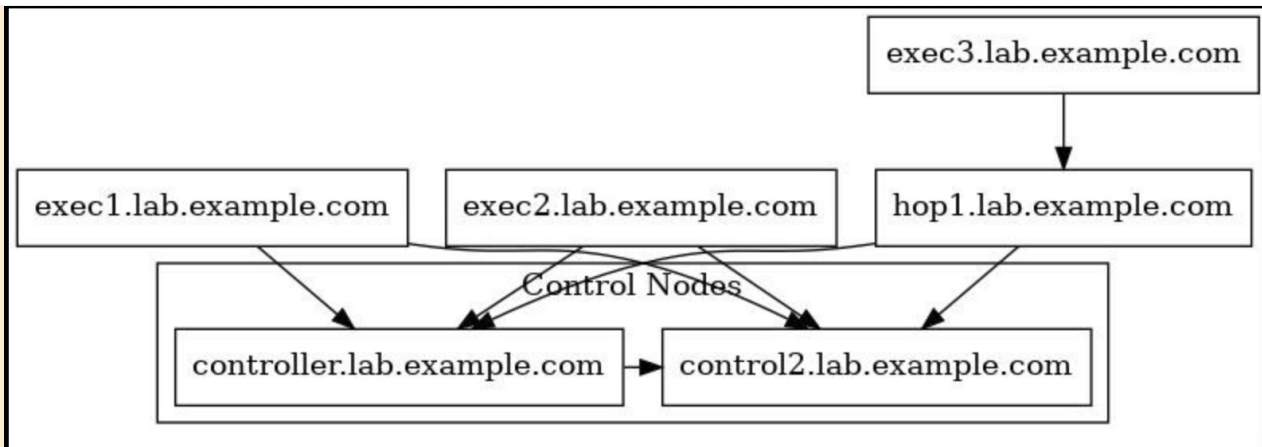 exec3.lab.example.com
exec1.lab.example.com
exec2.lab.example.com
hop1.lab.example.com
Control Nodes
controller.lab.example.com
control2.lab.example.com